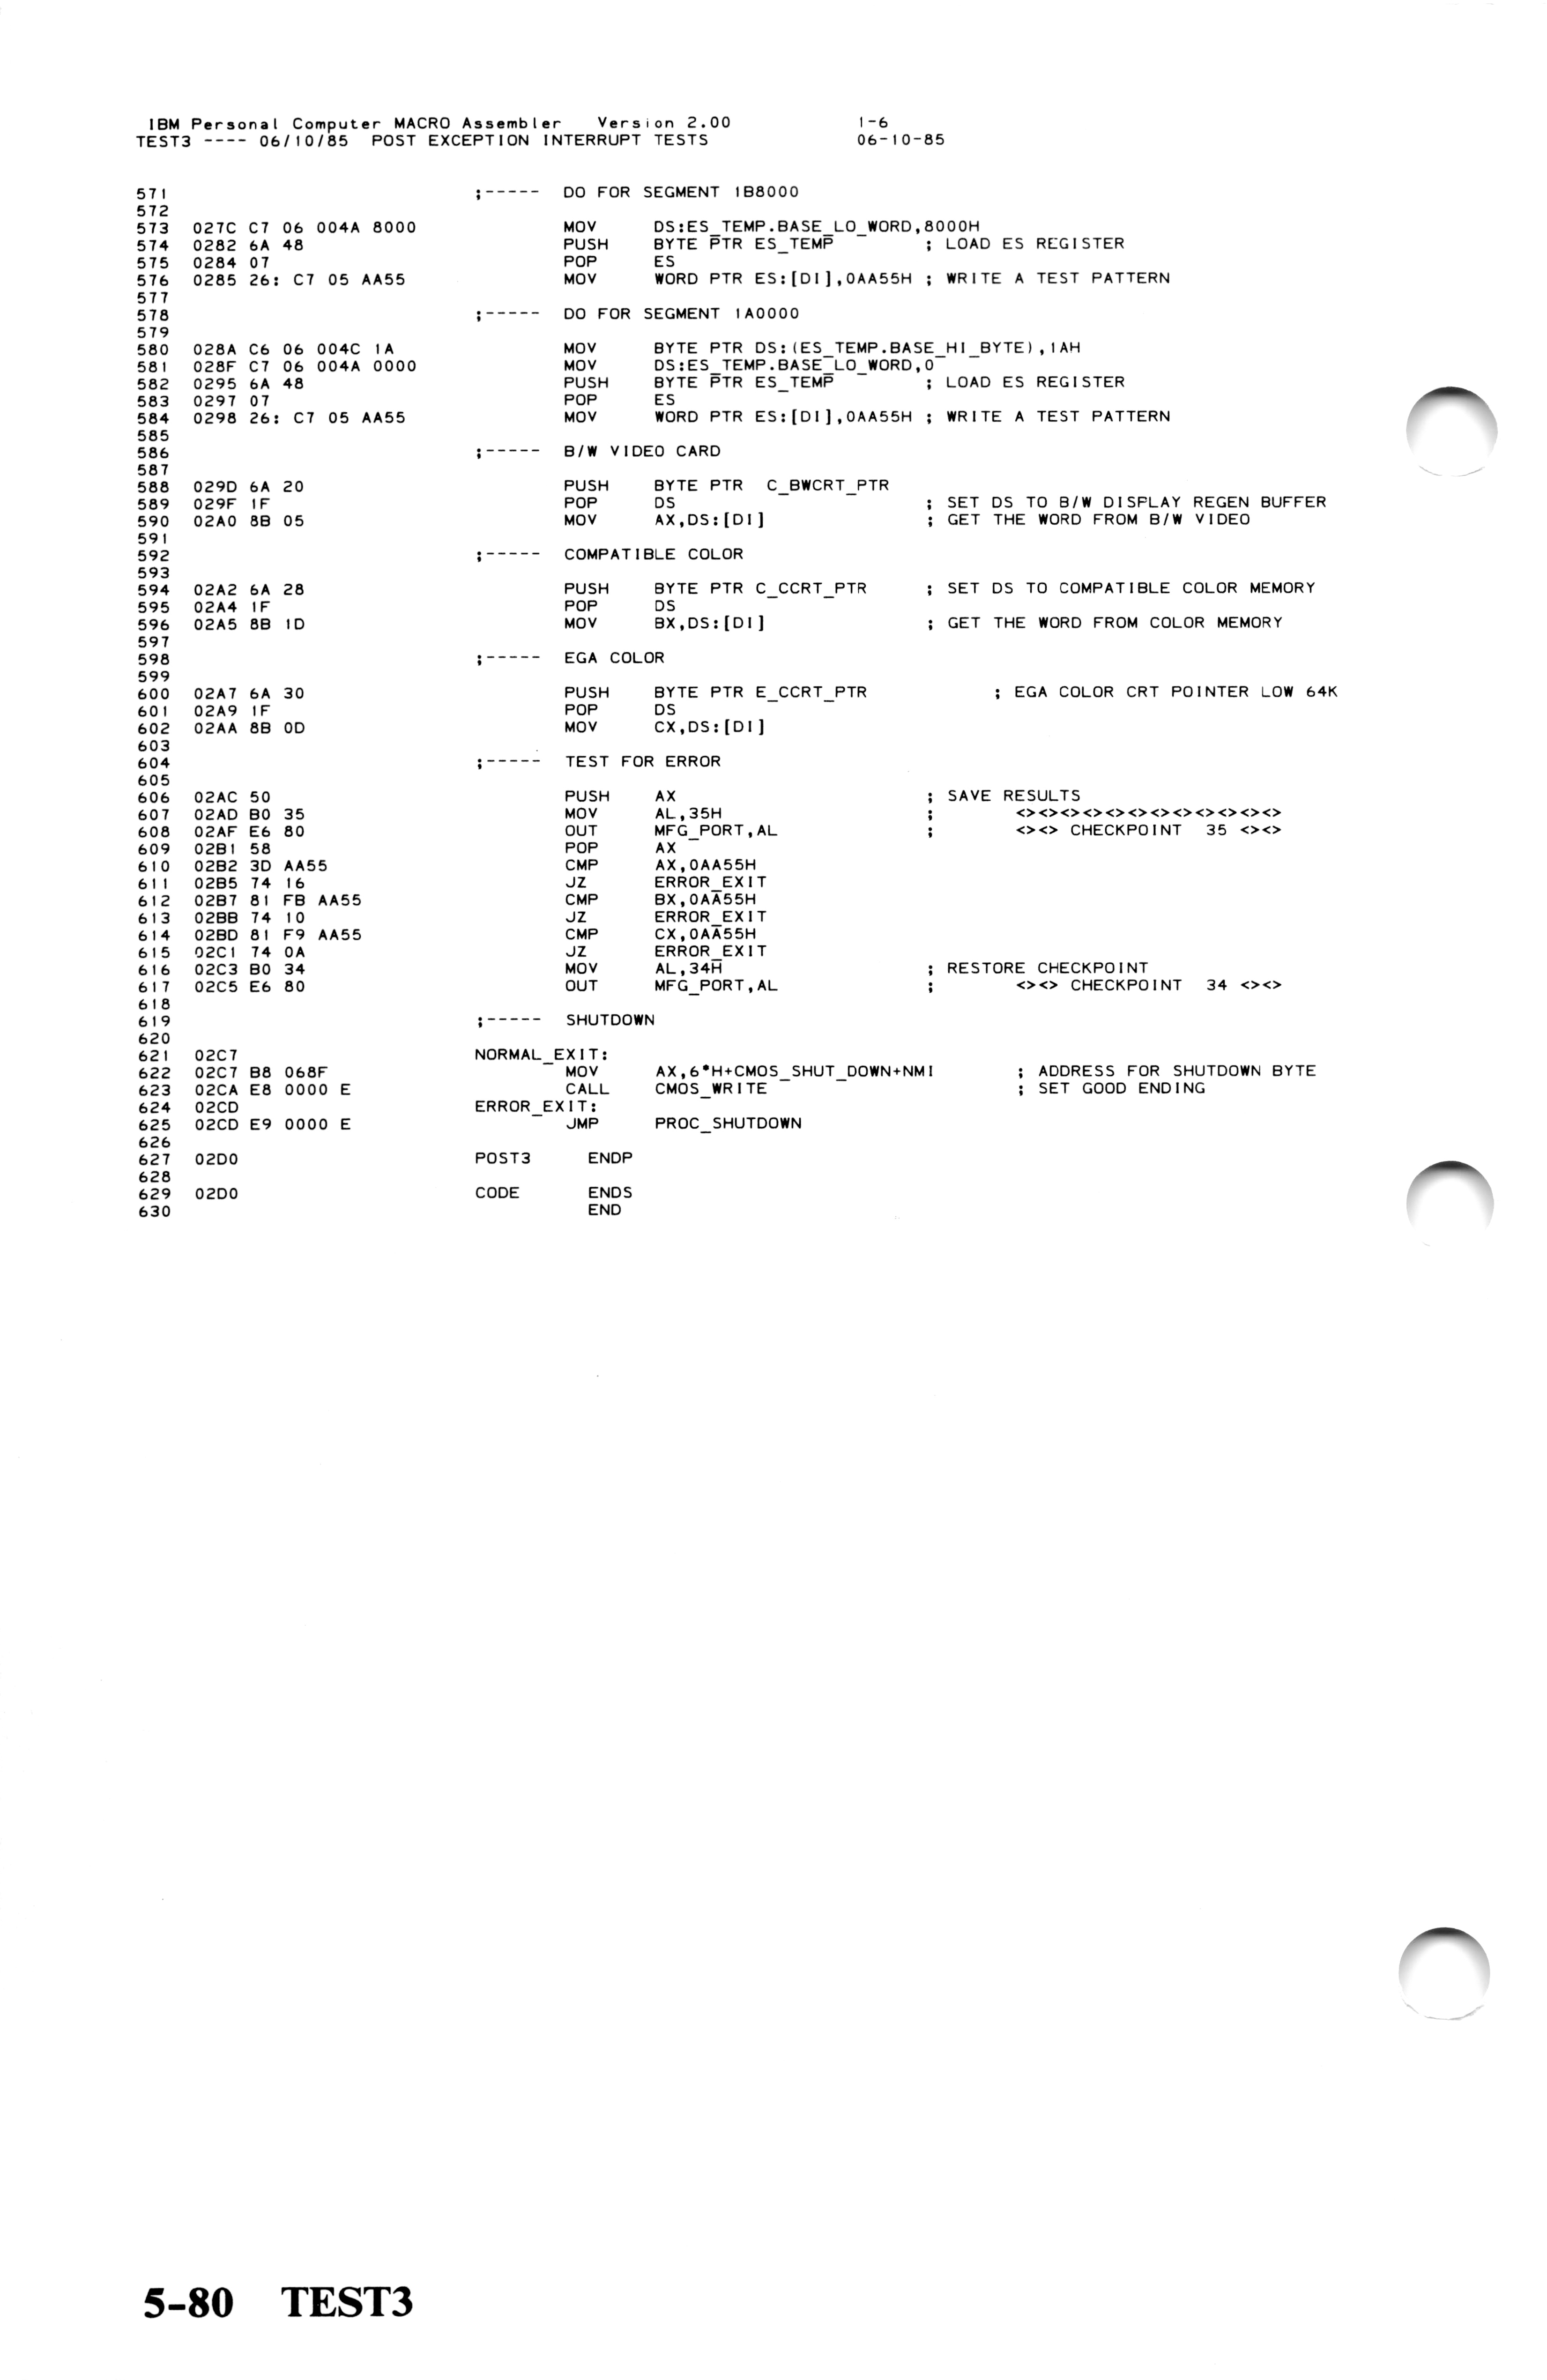 IBM Personal Computer MACRO Assembler   Version 2.00             1-6
TEST3 ---- 06/10/85  POST EXCEPTION INTERRUPT TESTS              06-10-85
571                              ;-----  DO FOR SEGMENT 1B8000
572
573  027C C7 06 004A 8000                MOV     DS:ES_TEMP.BASE_LO_WORD,8000H
574  0282 6A 48                          PUSH    BYTE PTR ES_TEMP        ; LOAD ES REGISTER
575  0284 07                             POP     ES
576  0285 26: C7 05 AA55                 MOV     WORD PTR ES:[DI],0AA55H ; WRITE A TEST PATTERN
577
578                              ;-----  DO FOR SEGMENT 1A0000
579
580  028A C6 06 004C 1A                  MOV     BYTE PTR DS:(ES_TEMP.BASE_HI_BYTE),1AH
581  028F C7 06 004A 0000                MOV     DS:ES_TEMP.BASE_LO_WORD,0
582  0295 6A 48                          PUSH    BYTE PTR ES_TEMP        ; LOAD ES REGISTER
583  0297 07                             POP     ES
584  0298 26: C7 05 AA55                 MOV     WORD PTR ES:[DI],0AA55H ; WRITE A TEST PATTERN
585
586                              ;-----  B/W VIDEO CARD
587
588  029D 6A 20                          PUSH    BYTE PTR  C_BWCRT_PTR
589  029F 1F                             POP     DS                      ; SET DS TO B/W DISPLAY REGEN BUFFER
590  02A0 8B 05                          MOV     AX,DS:[DI]              ; GET THE WORD FROM B/W VIDEO
591
592                              ;-----  COMPATIBLE COLOR
593
594  02A2 6A 28                          PUSH    BYTE PTR C_CCRT_PTR     ; SET DS TO COMPATIBLE COLOR MEMORY
595  02A4 1F                             POP     DS
596  02A5 8B 1D                          MOV     BX,DS:[DI]              ; GET THE WORD FROM COLOR MEMORY
597
598                              ;-----  EGA COLOR
599
600  02A7 6A 30                          PUSH    BYTE PTR E_CCRT_PTR           ; EGA COLOR CRT POINTER LOW 64K
601  02A9 1F                             POP     DS
602  02AA 8B 0D                          MOV     CX,DS:[DI]
603
604                              ;-----  TEST FOR ERROR
605
606  02AC 50                             PUSH    AX                      ; SAVE RESULTS
607  02AD B0 35                          MOV     AL,35H                  ;       <><><><><><><><><><><><>
608  02AF E6 80                          OUT     MFG_PORT,AL             ;       <><> CHECKPOINT  35 <><>
609  02B1 58                             POP     AX
610  02B2 3D AA55                        CMP     AX,0AA55H
611  02B5 74 16                          JZ      ERROR_EXIT
612  02B7 81 FB AA55                     CMP     BX,0AA55H
613  02BB 74 10                          JZ      ERROR_EXIT
614  02BD 81 F9 AA55                     CMP     CX,0AA55H
615  02C1 74 0A                          JZ      ERROR_EXIT
616  02C3 B0 34                          MOV     AL,34H                  ; RESTORE CHECKPOINT
617  02C5 E6 80                          OUT     MFG_PORT,AL             ;       <><> CHECKPOINT  34 <><>
618
619                              ;-----  SHUTDOWN
620
621  02C7                        NORMAL_EXIT:
622  02C7 B8 068F                        MOV     AX,6*H+CMOS_SHUT_DOWN+NMI       ; ADDRESS FOR SHUTDOWN BYTE
623  02CA E8 0000 E                      CALL    CMOS_WRITE                      ; SET GOOD ENDING
624  02CD                        ERROR_EXIT:
625  02CD E9 0000 E                      JMP     PROC_SHUTDOWN
626
627  02D0                        POST3     ENDP
628
629  02D0                        CODE      ENDS
630                                        END
5-80   TEST3